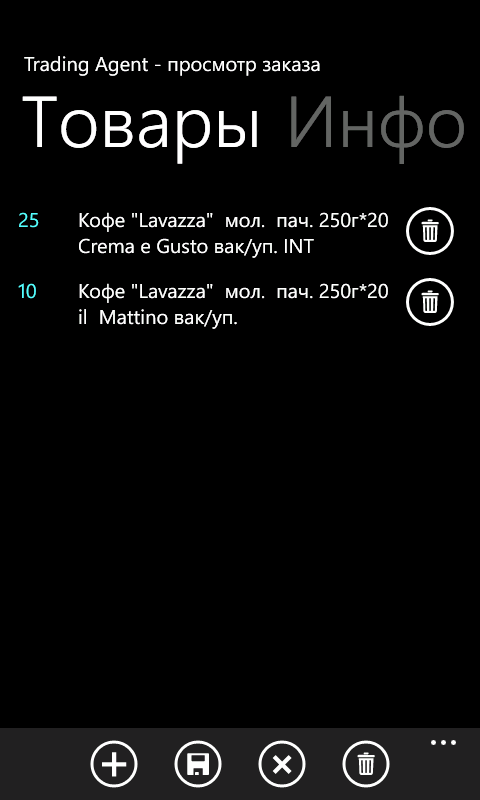 Trading Agent - просмотр заказа
Товары Инфо
25 Кофе "Lavazza"  мол.  пач. 250г*20
Crema e Gusto вак/уп. INT
10 Кофе "Lavazza"  мол.  пач. 250г*20
il  Mattino вак/уп.